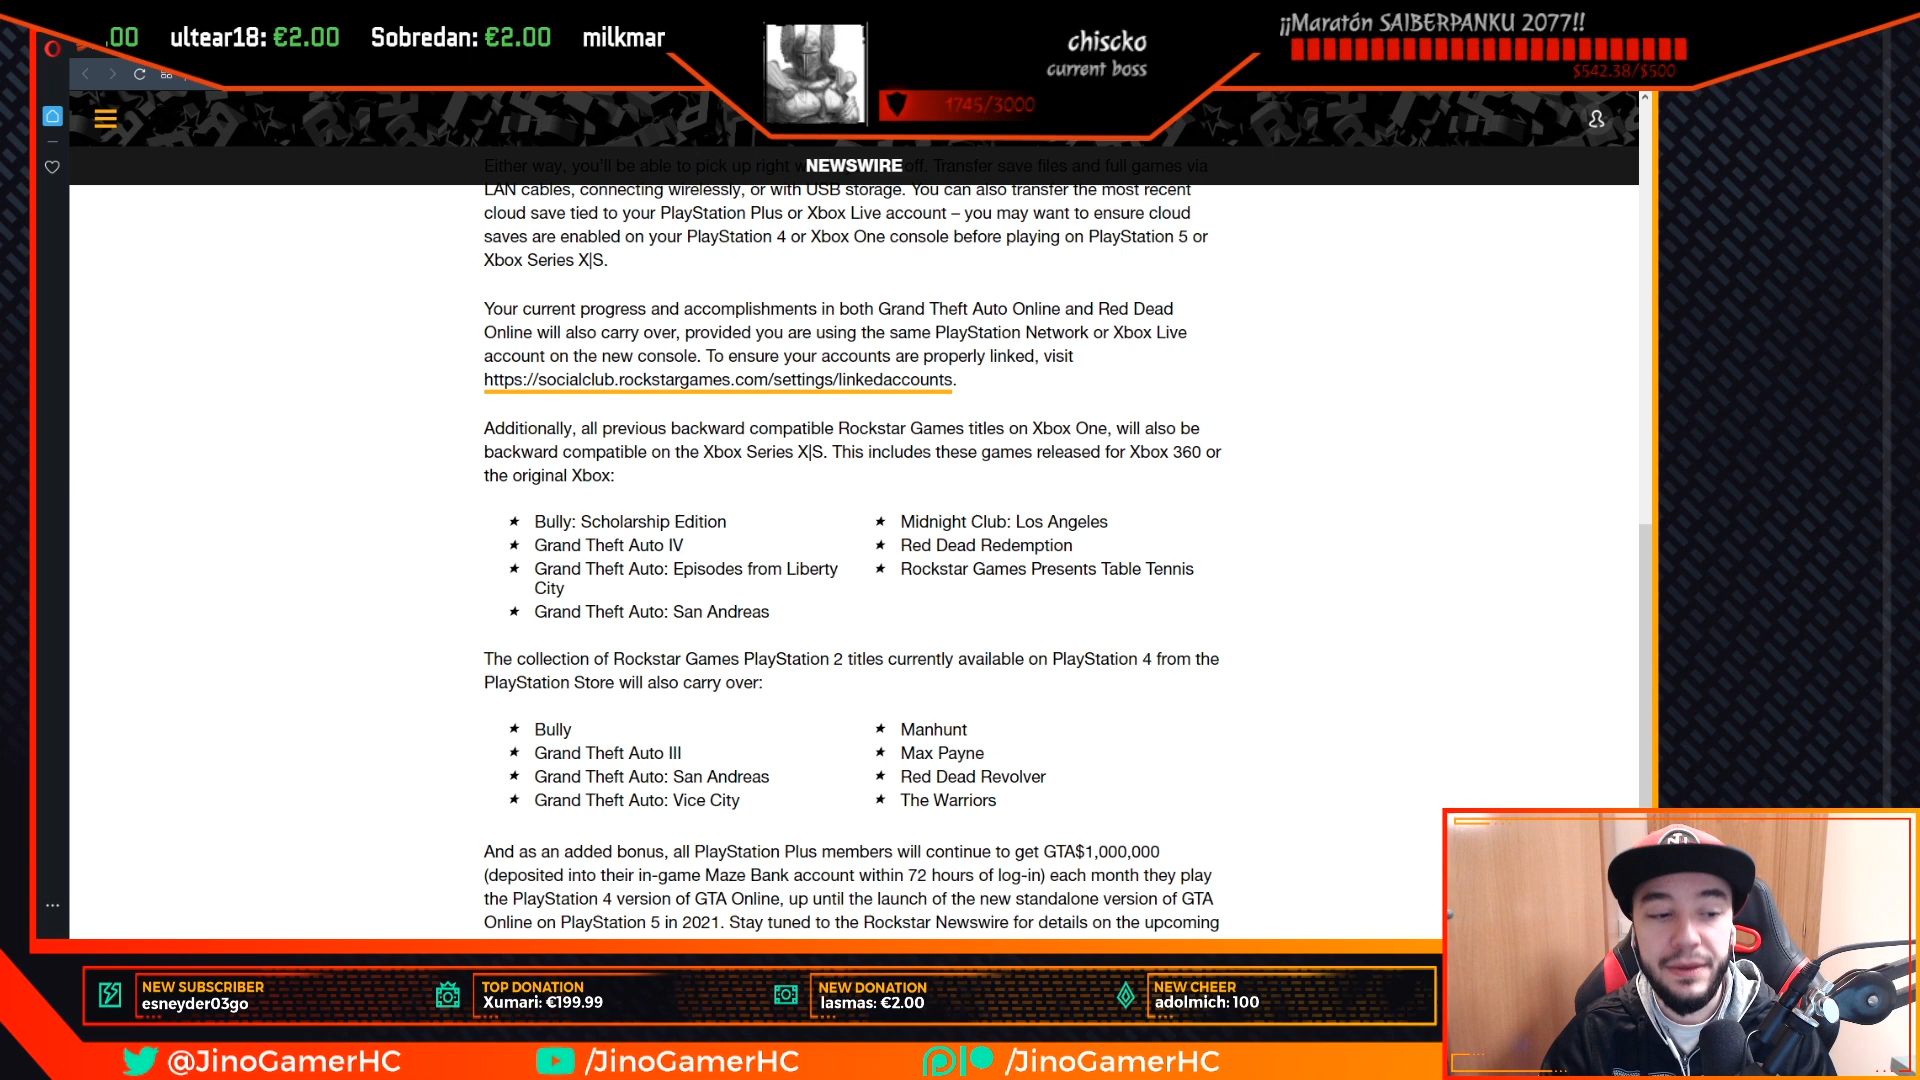 .00 ultear18: €2.00 Sobredan: €2.00 milkmar
chiscko
current boss
1745/3000
¡¡Maratón SAIBERPANKU 2077!!
$542.38/$500
NEWSWIRE
Either way, you'll be able to pick up right off. Transfer save files and full games via
LAN cables, connecting wirelessly, or with USB storage. You can also transfer the most recent
cloud save tied to your PlayStation Plus or Xbox Live account – you may want to ensure cloud
saves are enabled on your PlayStation 4 or Xbox One console before playing on PlayStation 5 or
Xbox Series X|S.
Your current progress and accomplishments in both Grand Theft Auto Online and Red Dead
Online will also carry over, provided you are using the same PlayStation Network or Xbox Live
account on the new console. To ensure your accounts are properly linked, visit
https://socialclub.rockstargames.com/settings/linkedaccounts.
Additionally, all previous backward compatible Rockstar Games titles on Xbox One, will also be
backward compatible on the Xbox Series X|S. This includes these games released for Xbox 360 or
the original Xbox:
★ Bully: Scholarship Edition
★ Grand Theft Auto IV
★ Grand Theft Auto: Episodes from Liberty
City
★ Grand Theft Auto: San Andreas
★ Midnight Club: Los Angeles
★ Red Dead Redemption
★ Rockstar Games Presents Table Tennis
The collection of Rockstar Games PlayStation 2 titles currently available on PlayStation 4 from the
PlayStation Store will also carry over:
★ Bully
★ Grand Theft Auto III
★ Grand Theft Auto: San Andreas
★ Grand Theft Auto: Vice City
★ Manhunt
★ Max Payne
★ Red Dead Revolver
★ The Warriors
And as an added bonus, all PlayStation Plus members will continue to get GTA$1,000,000
(deposited into their in-game Maze Bank account within 72 hours of log-in) each month they play
the PlayStation 4 version of GTA Online, up until the launch of the new standalone version of GTA
Online on PlayStation 5 in 2021. Stay tuned to the Rockstar Newswire for details on the upcoming
NEW SUBSCRIBER
esneyder03go
TOP DONATION
Xumari: €199.99
NEW DONATION
lasmas: €2.00
NEW CHEER
adolmich: 100
@JinoGamerHC
/JinoGamerHC
/JinoGamerHC